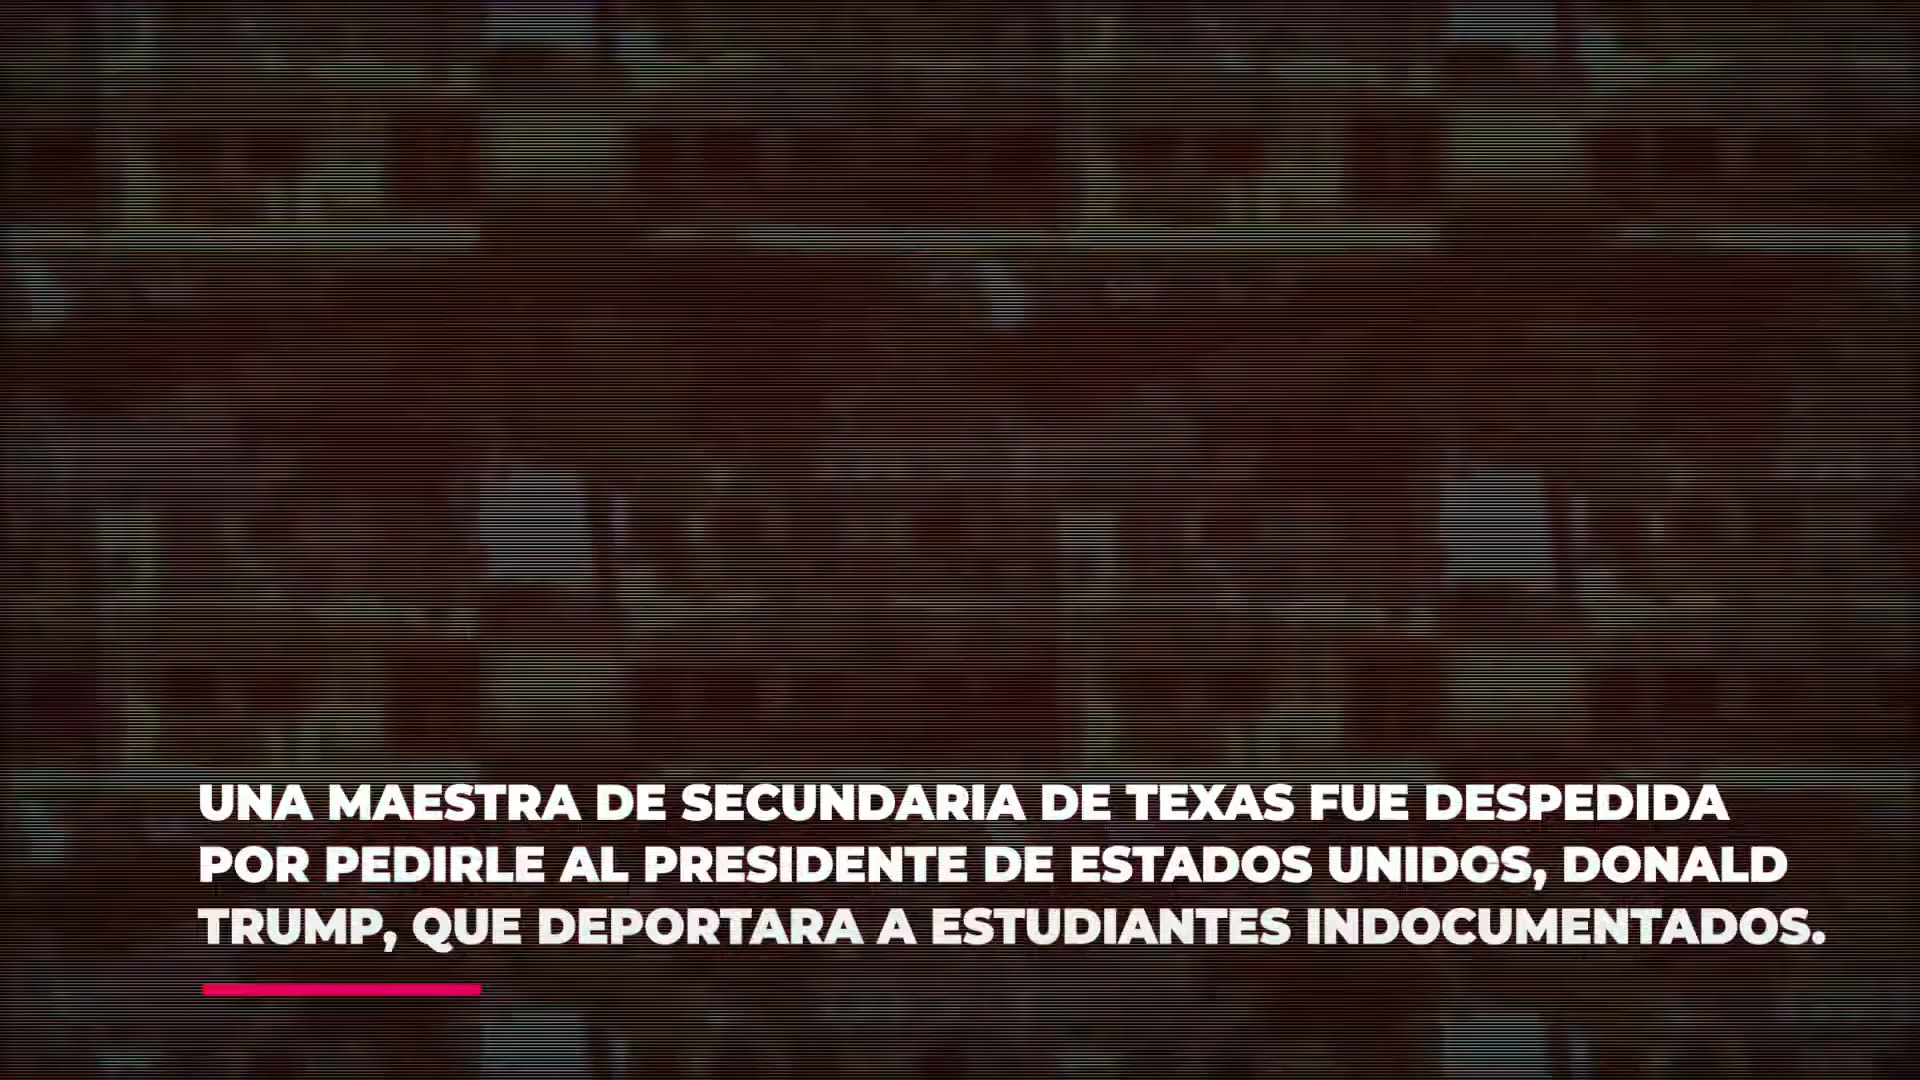 UNA MAESTRA DE SECUNDARIA DE TEXAS FUE DESPEDIDA
POR PEDIRLE AL PRESIDENTE DE ESTADOS UNIDOS, DONALD
TRUMP, QUE DEPORTARA A ESTUDIANTES INDOCUMENTADOS.